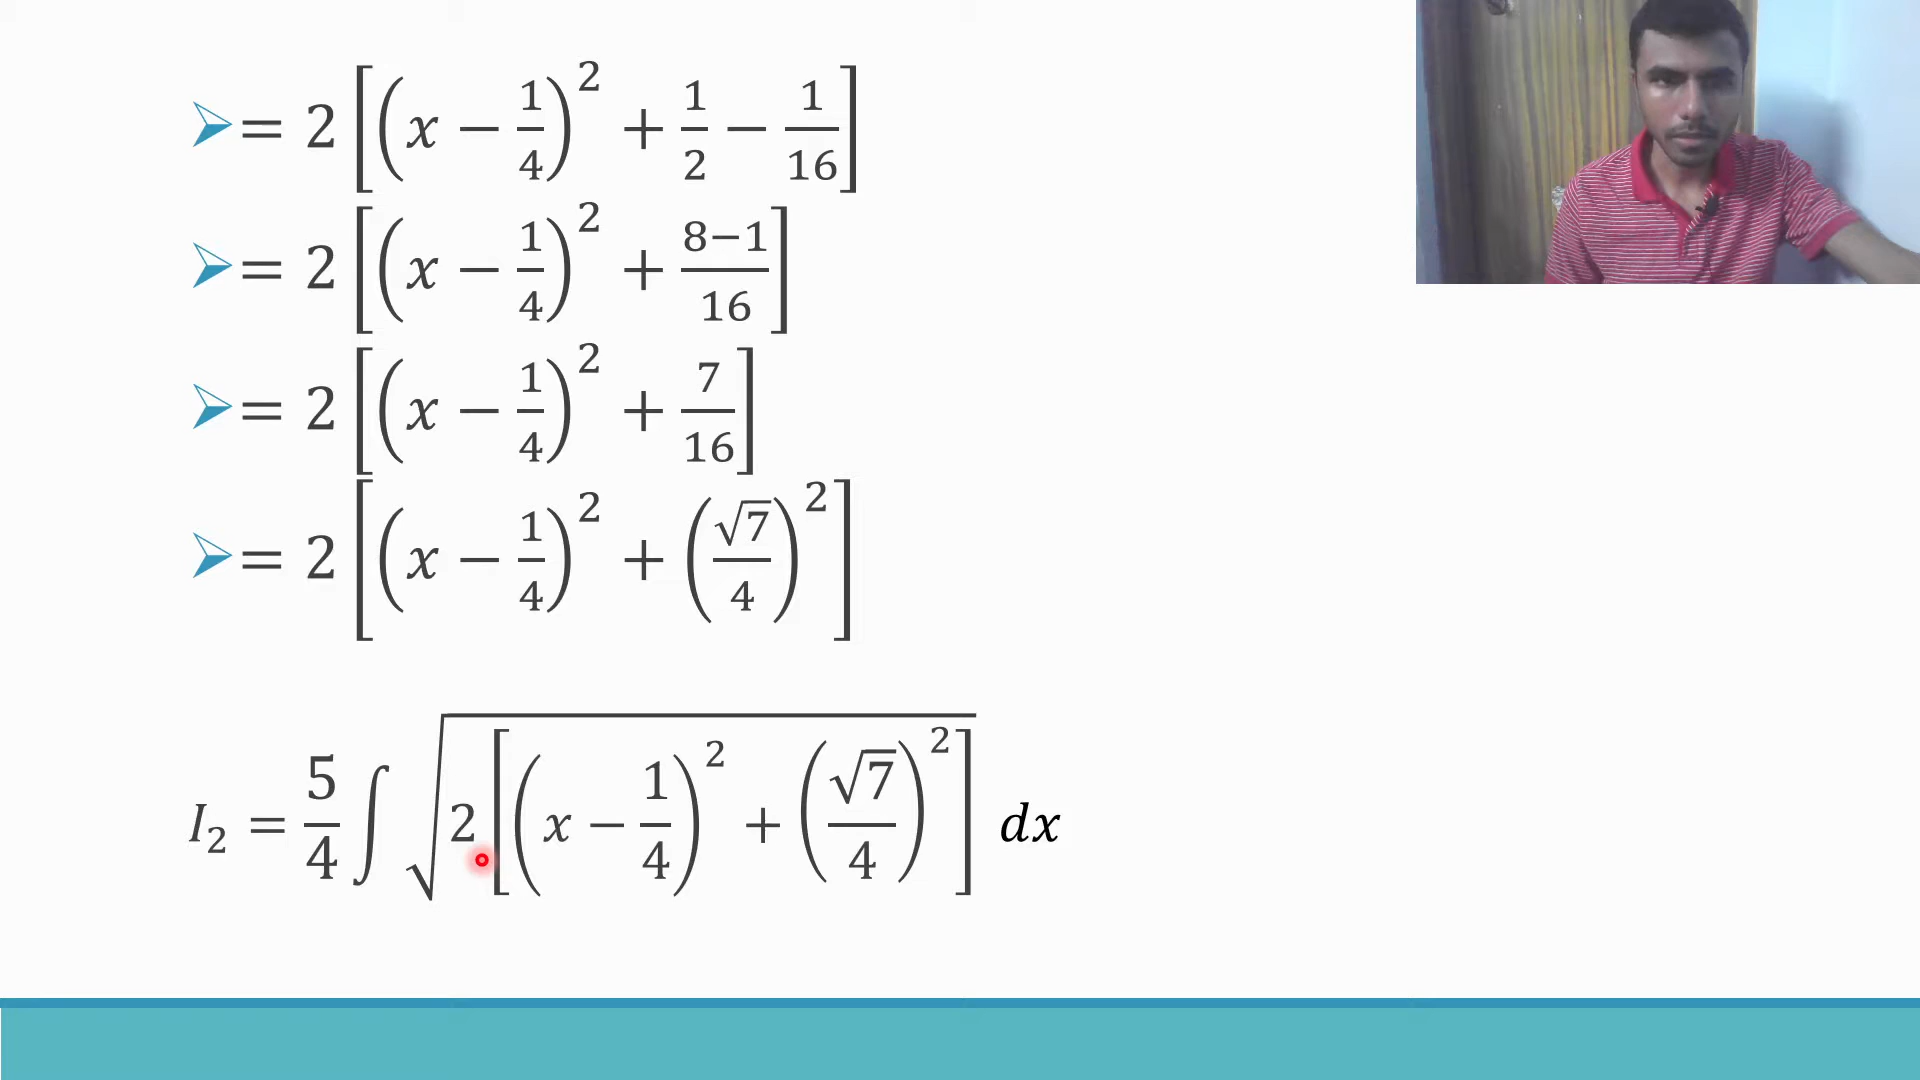 = 2 [(x − 1/4)² + 1/2 − 1/16]
= 2 [(x − 1/4)² + (8−1)/16]
= 2 [(x − 1/4)² + 7/16]
= 2 [(x − 1/4)² + (√7/4)²]
I₂ = 5/4 ∫ √(2 [(x − 1/4)² + (√7/4)²]) dx